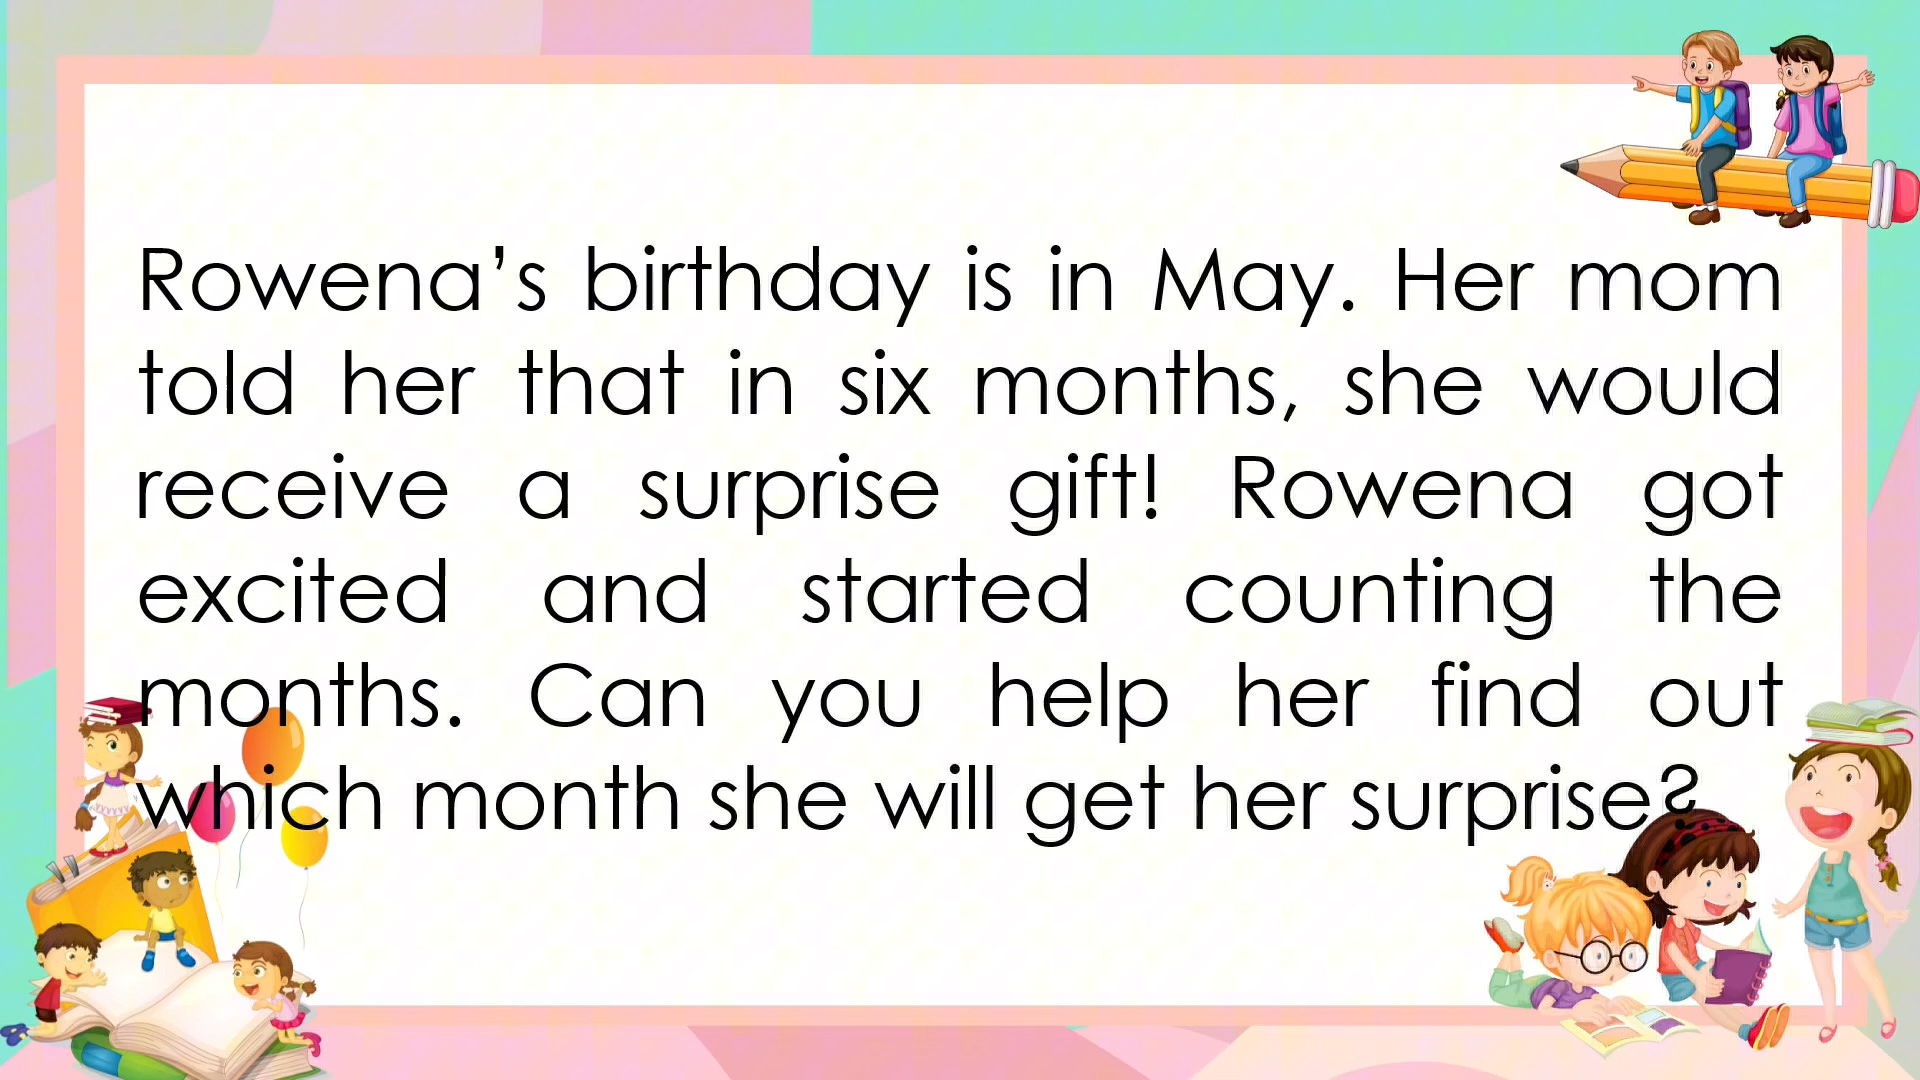 Rowena’s birthday is in May. Her mom
told her that in six months, she would
receive a surprise gift! Rowena got
excited and started counting the
months. Can you help her find out
which month she will get her surprise?